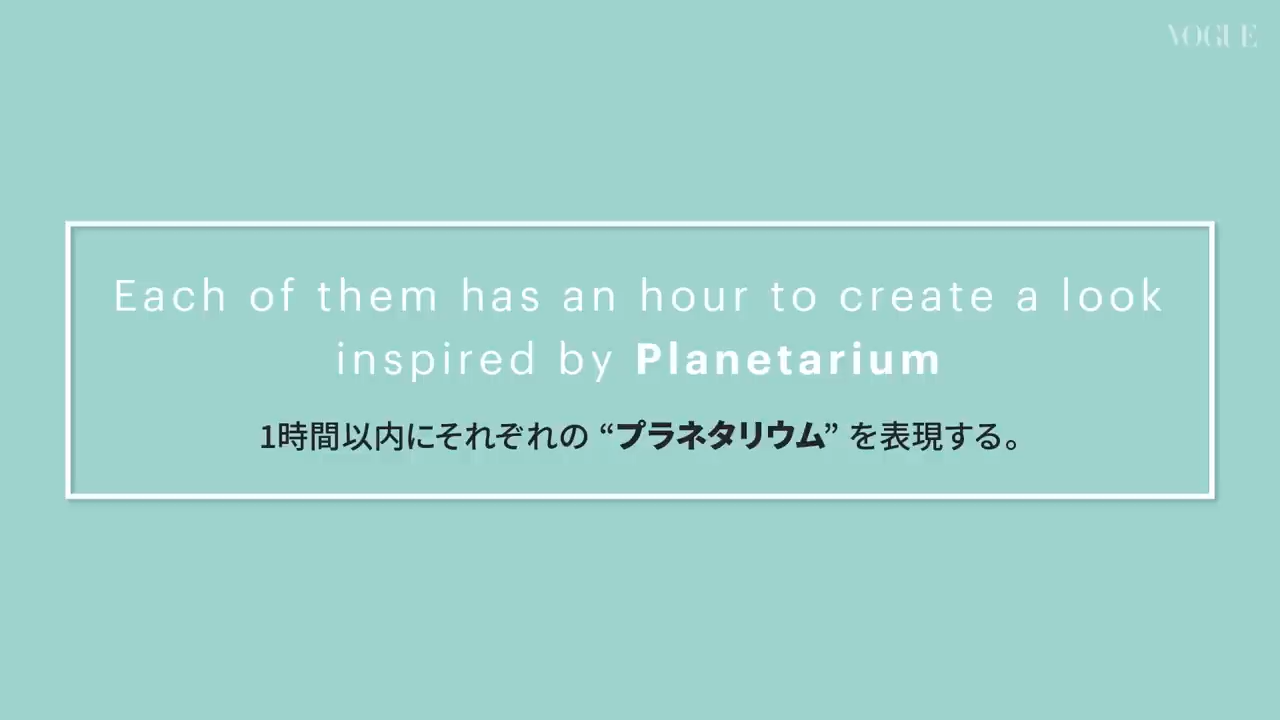 VOGUE
Each of them has an hour to create a look
inspired by Planetarium
1時間以内にそれぞれの “プラネタリウム” を表現する。